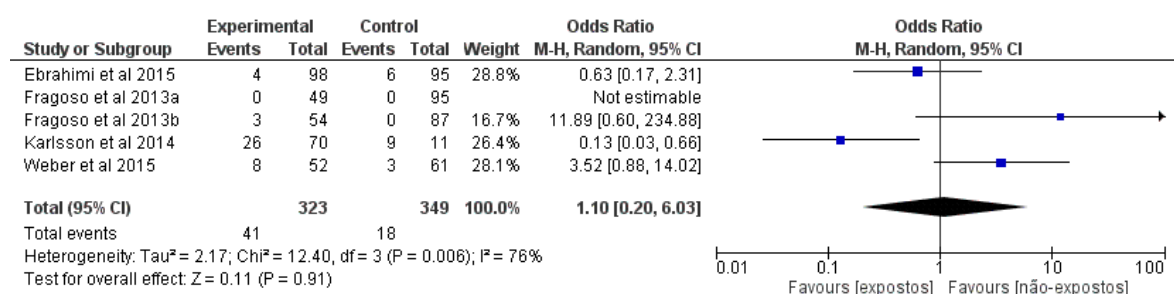 Experimental Control Odds Ratio Odds Ratio
Study or Subgroup Events Total Events Total Weight M-H, Random, 95% CI M-H, Random, 95% CI
Ebrahimi et al 2015 4 98 6 95 28.8% 0.63 [0.17, 2.31]
Fragoso et al 2013a 0 49 0 95 Not estimable
Fragoso et al 2013b 3 54 0 87 16.7% 11.89 [0.60, 234.88]
Karlsson et al 2014 26 70 9 11 26.4% 0.13 [0.03, 0.66]
Weber et al 2015 8 52 3 61 28.1% 3.52 [0.88, 14.02]
Total (95% CI) 323 349 100.0% 1.10 [0.20, 6.03]
Total events 41 18
Heterogeneity: Tau² = 2.17; Chi² = 12.40, df = 3 (P = 0.006); I² = 76%
Test for overall effect: Z = 0.11 (P = 0.91)
0.01 0.1 1 10 100
Favours [expostos] Favours [não-expostos]